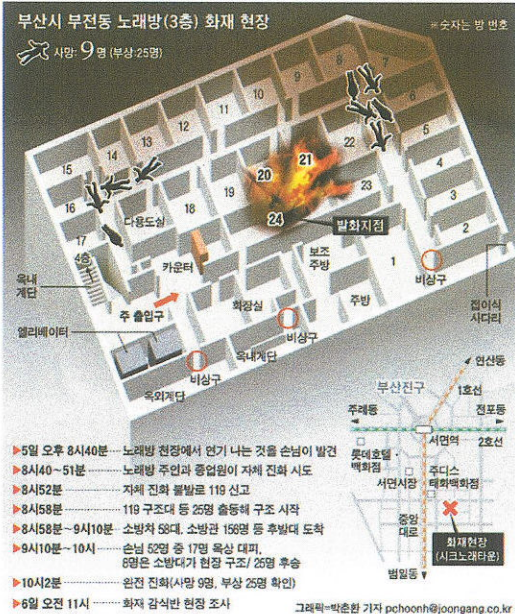 부산시 부전동 노래방(3층) 화재 현장
※숫자는 방 번호
사망: 9명 (부상:25명)
7
8
9
10
11
12
13
14
15
16
17
18
19
20
21
22
23
24
6
5
4
3
2
1
다용도실
4층
옥내
계단
카운터
발화지점
보조
주방
주방
비상구
접이식
사다리
주 출입구
화장실
비상구
엘리베이터
옥내계단
비상구
옥외계단
연산동
부산진구
1호선
주례동
전포동
서면역
2호선
롯데호텔·
백화점
서면시장
주디스
태화백화점
중앙
대로
화재현장
(시크노래타운)
범일동
▶5일 오후 8시40분 노래방 천장에서 연기 나는 것을 손님이 발견
▶8시40~51분 노래방 주인과 종업원이 자체 진화 시도
▶8시52분 자체 진화 불발로 119 신고
▶8시58분 119 구조대 등 25명 출동해 구조 시작
▶8시58분~9시10분 소방차 58대, 소방관 156명 등 후발대 도착
▶9시10분~10시 손님 52명 중 17명 옥상 대피,
6명은 소방대가 현장 구조/ 25명 후송
▶10시2분 완전 진화(사망 9명, 부상 25명 확인)
▶6일 오전 11시 화재 감식반 현장 조사
그래픽=박춘환 기자 pchoonh@joongang.co.kr